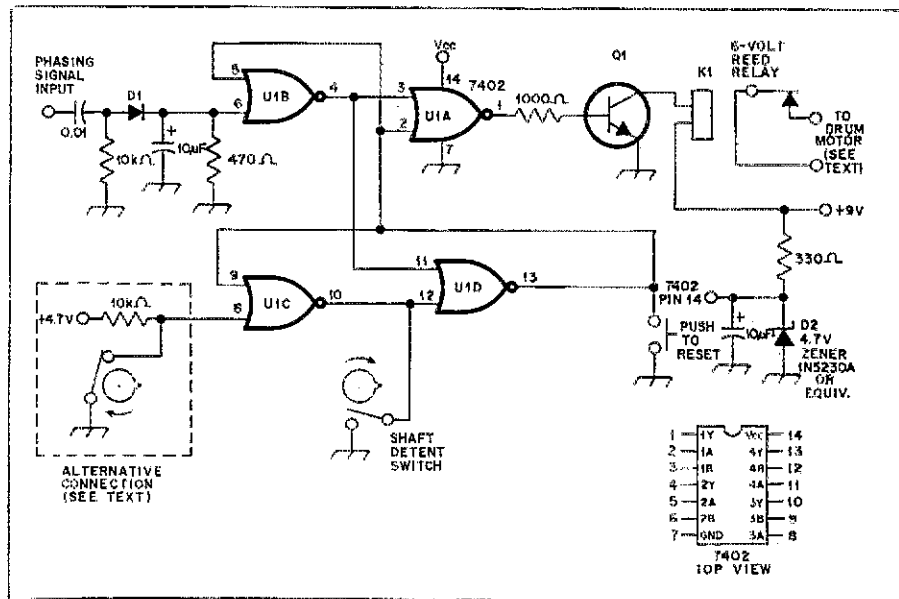 PHASING
SIGNAL
INPUT
0.01
D1
10kΩ
+
10μF
470Ω
5
6
U1B
4
Vcc
14
7402
3
2
U1A
1
7
1000Ω
Q1
K1
6-VOLT
REED
RELAY
TO
DRUM
MOTOR
(SEE
TEXT)
+9V
330Ω
7402
PIN 14
+
10μF
D2
4.7V
ZENER
1N5230A
OR
EQUIV.
PUSH
TO
RESET
9
8
U1C
10
11
12
U1D
13
+4.7V
10kΩ
ALTERNATIVE
CONNECTION
(SEE TEXT)
SHAFT
DETENT
SWITCH
1 1Y Vcc 14
2 1A 4Y 13
3 1B 4B 12
4 2Y 4A 11
5 2A 3Y 10
6 2B 3B 9
7 GND 3A 8
7402
TOP VIEW